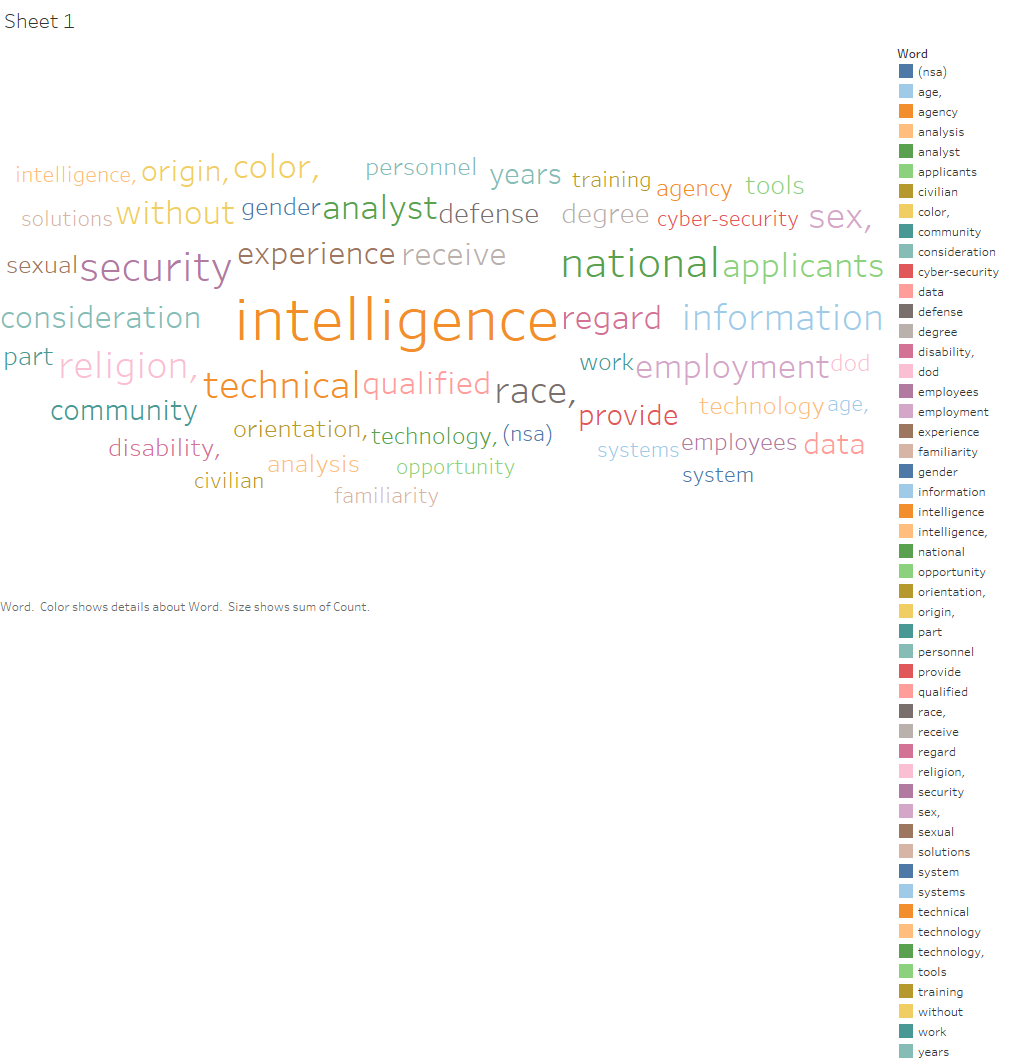 Sheet 1
intelligence, origin, color, personnel years training agency tools
solutions without gender analyst defense degree cyber-security sex,
sexual security experience receive national applicants
consideration intelligence regard information
part religion, technical qualified race, work employment dod
community disability, orientation, technology, (nsa) provide technology age,
civilian analysis opportunity systems employees data
familiarity system
Word. Color shows details about Word. Size shows sum of Count.
Word
(nsa)
age,
agency
analysis
analyst
applicants
civilian
color,
community
consideration
cyber-security
data
defense
degree
disability,
dod
employees
employment
experience
familiarity
gender
information
intelligence
intelligence,
national
opportunity
orientation,
origin,
part
personnel
provide
qualified
race,
receive
regard
religion,
security
sex,
sexual
solutions
system
systems
technical
technology
technology,
tools
training
without
work
years